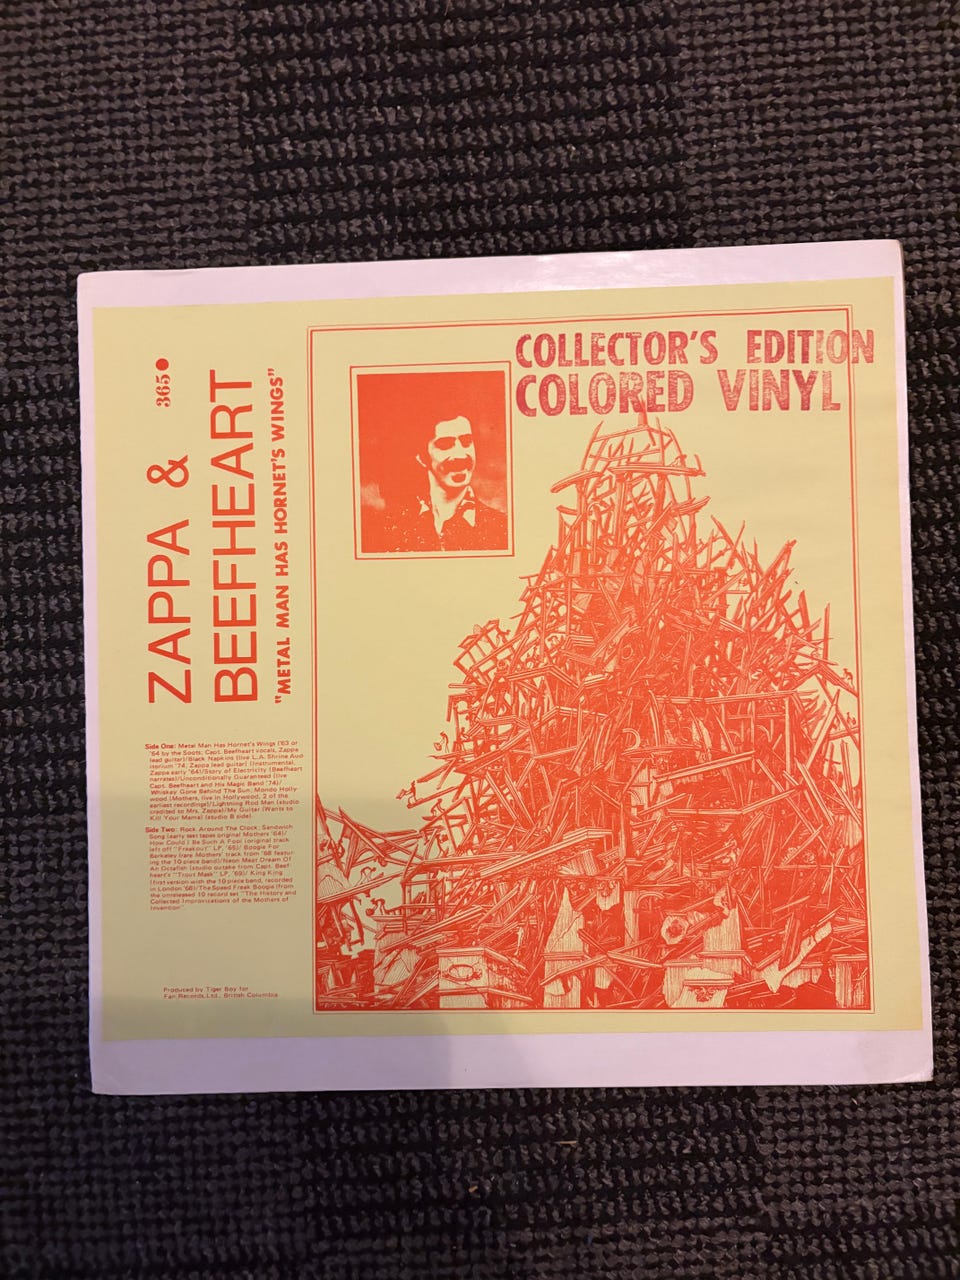 COLLECTOR'S EDITION
COLORED VINYL
365
ZAPPA &
BEEFHEART
"METAL MAN HAS HORNET'S WINGS"
Side One: Metal Man Has Hornet's Wings ('63 or
'64 by the Soots: Capt. Beefheart vocals, Zappa
lead guitar)/Black Napkins (live L.A. Shrine Aud
itorium '74, Zappa lead guitar) (Instrumental,
Zappa early '64)/Story of Electricity (Beefheart
narrates)/Unconditionally Guaranteed (live
Capt. Beefheart and His Magic Band '74)/
Whiskey Gone Behind The Sun; Mondo Holly
wood (Mothers, live in Hollywood, 2 of the
earliest recordings)/Lightning Rod Man (studio
credited to Mrs. Zappa)/My Guitar (Wants to
Kill Your Mama) (studio B side)
Side Two: Rock Around The Clock; Sandwich
Song (early test tapes original Mothers '64)/
How Could I Be Such A Fool (original track
left off "Freakout" LP, '65)/ Boogie For
Berkeley (rare Mothers' track from '68 featur-
ing the 10 piece band)/Neon Meat Dream Of
An Octafish (studio outake from Capt. Beef
heart's "Trout Mask" LP, '69)/ King Kong
(first version with the 10 piece band, recorded
in London '68)/The Speed Freak Boogie (from
the unreleased 10 record set "The History and
Collected Improvizations of the Mothers of
Invention"
Produced by Tiger Boy for
Fan Records,Ltd., British Columbia